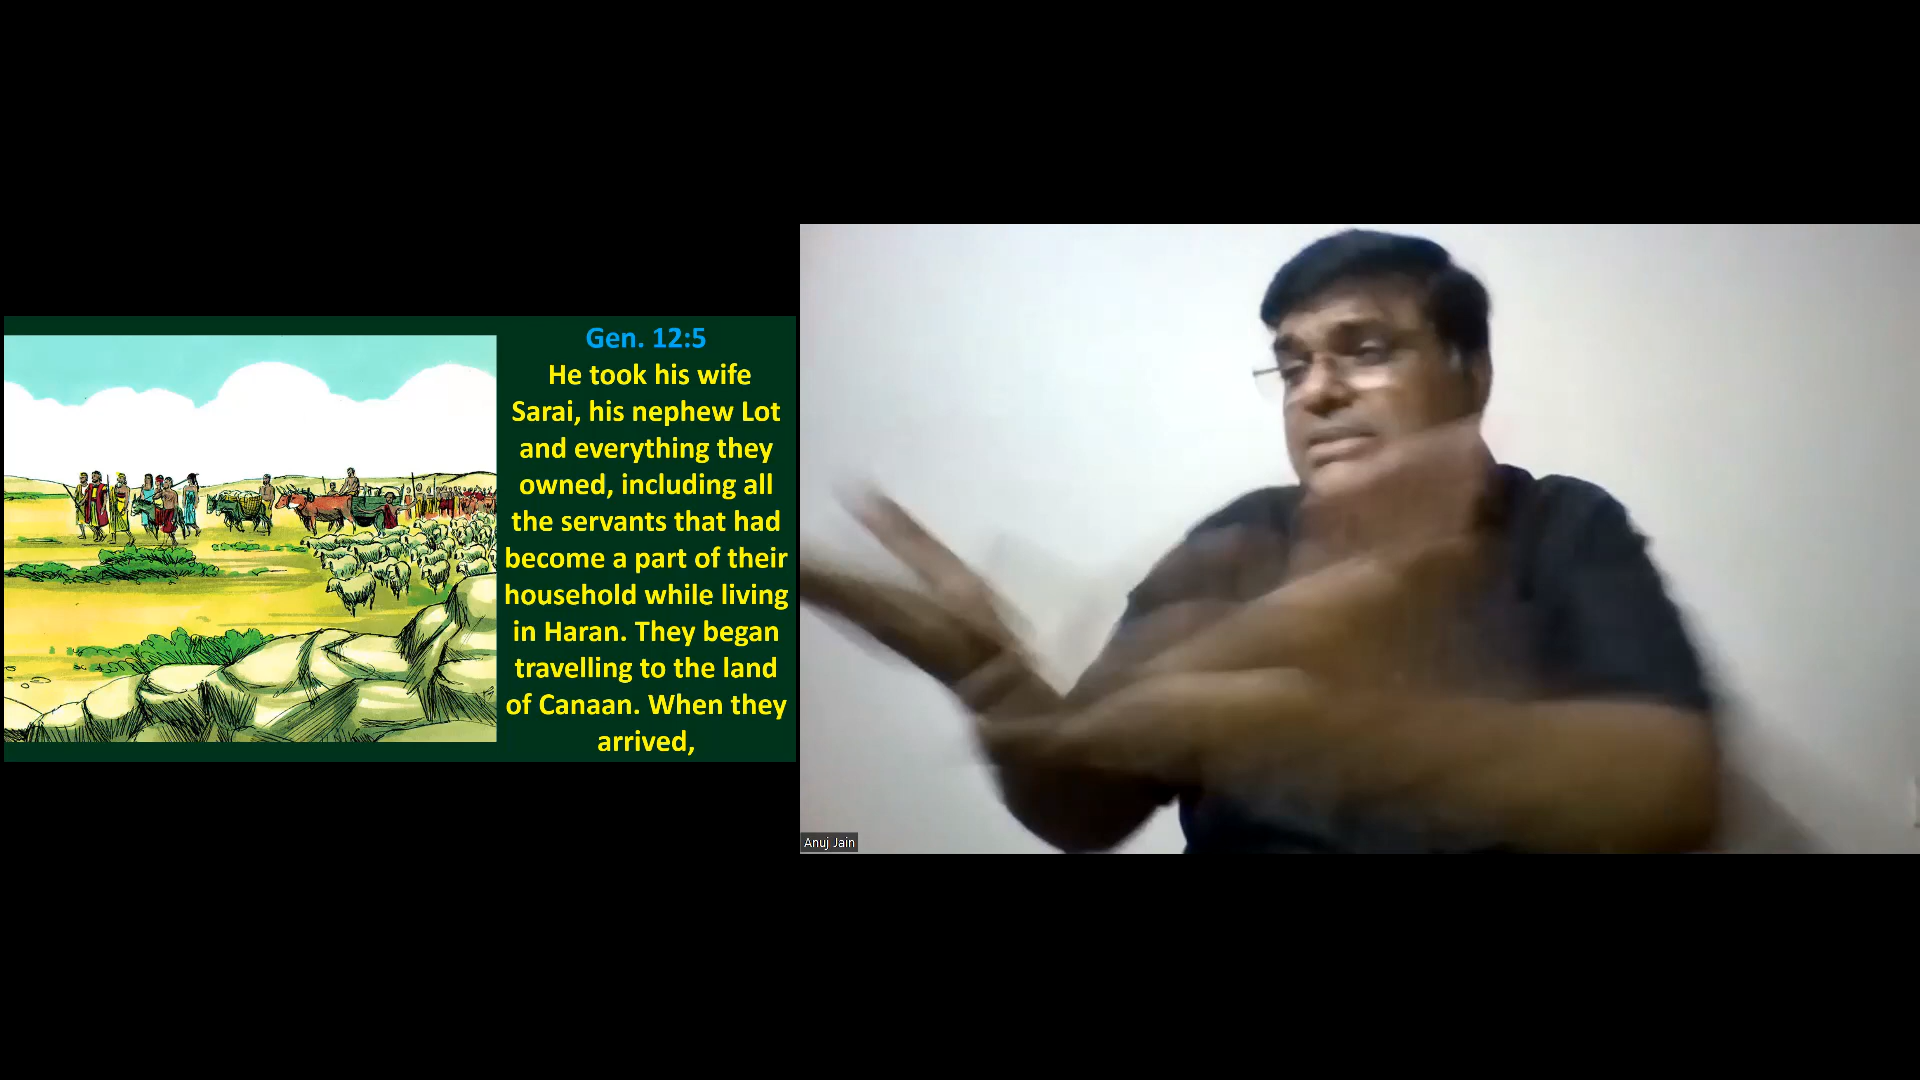 Gen. 12:5
He took his wife
Sarai, his nephew Lot
and everything they
owned, including all
the servants that had
become a part of their
household while living
in Haran. They began
travelling to the land
of Canaan. When they
arrived,
Anuj Jain